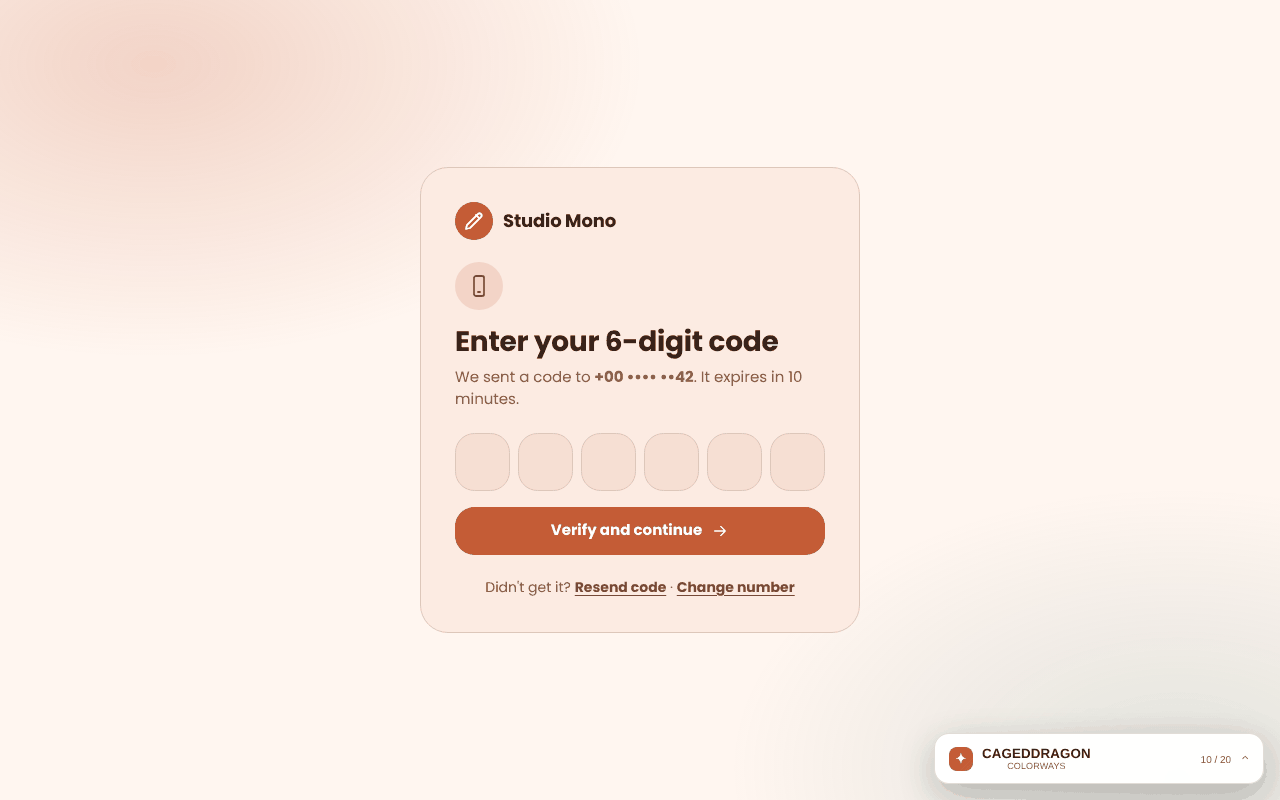 Studio Mono
Enter your 6-digit code
We sent a code to +00 •••• ••42. It expires in 10
minutes.
Verify and continue →
Didn't get it? Resend code · Change number
CAGEDDRAGON
COLORWAYS
10 / 20